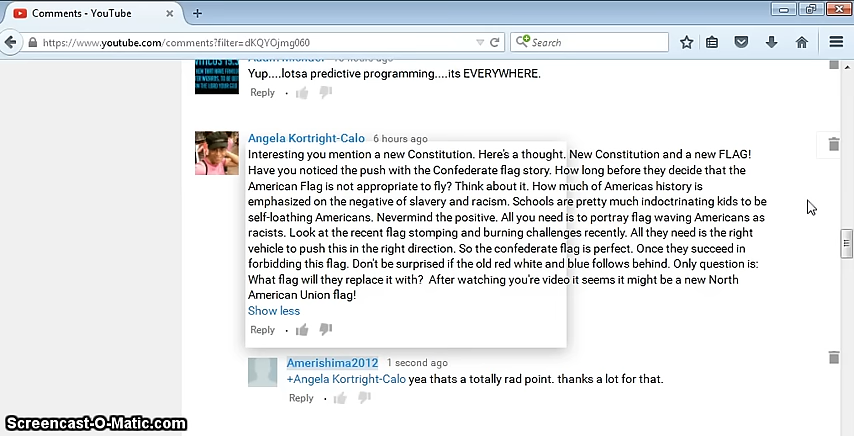 Comments - YouTube
https://www.youtube.com/comments?filter=dKQYOjmg060
Search
Yup....lotsa predictive programming....its EVERYWHERE.
Reply
Angela Kortright-Calo 6 hours ago
Interesting you mention a new Constitution. Here's a thought. New Constitution and a new FLAG!
Have you noticed the push with the Confederate flag story. How long before they decide that the
American Flag is not appropriate to fly? Think about it. How much of Americas history is
emphasized on the negative of slavery and racism. Schools are pretty much indoctrinating kids to be
self-loathing Americans. Nevermind the positive. All you need is to portray flag waving Americans as
racists. Look at the recent flag stomping and burning challenges recently. All they need is the right
vehicle to push this in the right direction. So the confederate flag is perfect. Once they succeed in
forbidding this flag. Don't be surprised if the old red white and blue follows behind. Only question is:
What flag will they replace it with? After watching you're video it seems it might be a new North
American Union flag!
Show less
Reply
Amerishima2012 1 second ago
+Angela Kortright-Calo yea thats a totally rad point. thanks a lot for that.
Reply
Screencast-O-Matic.com